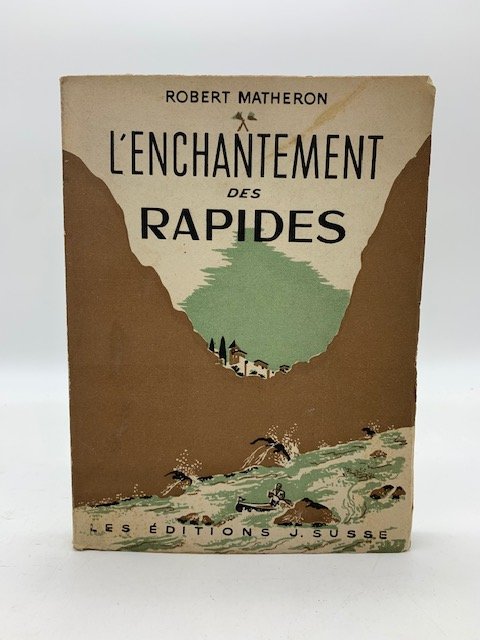 ROBERT MATHERON
L'ENCHANTEMENT
DES
RAPIDES
LES ÉDITIONS J. SUSSE